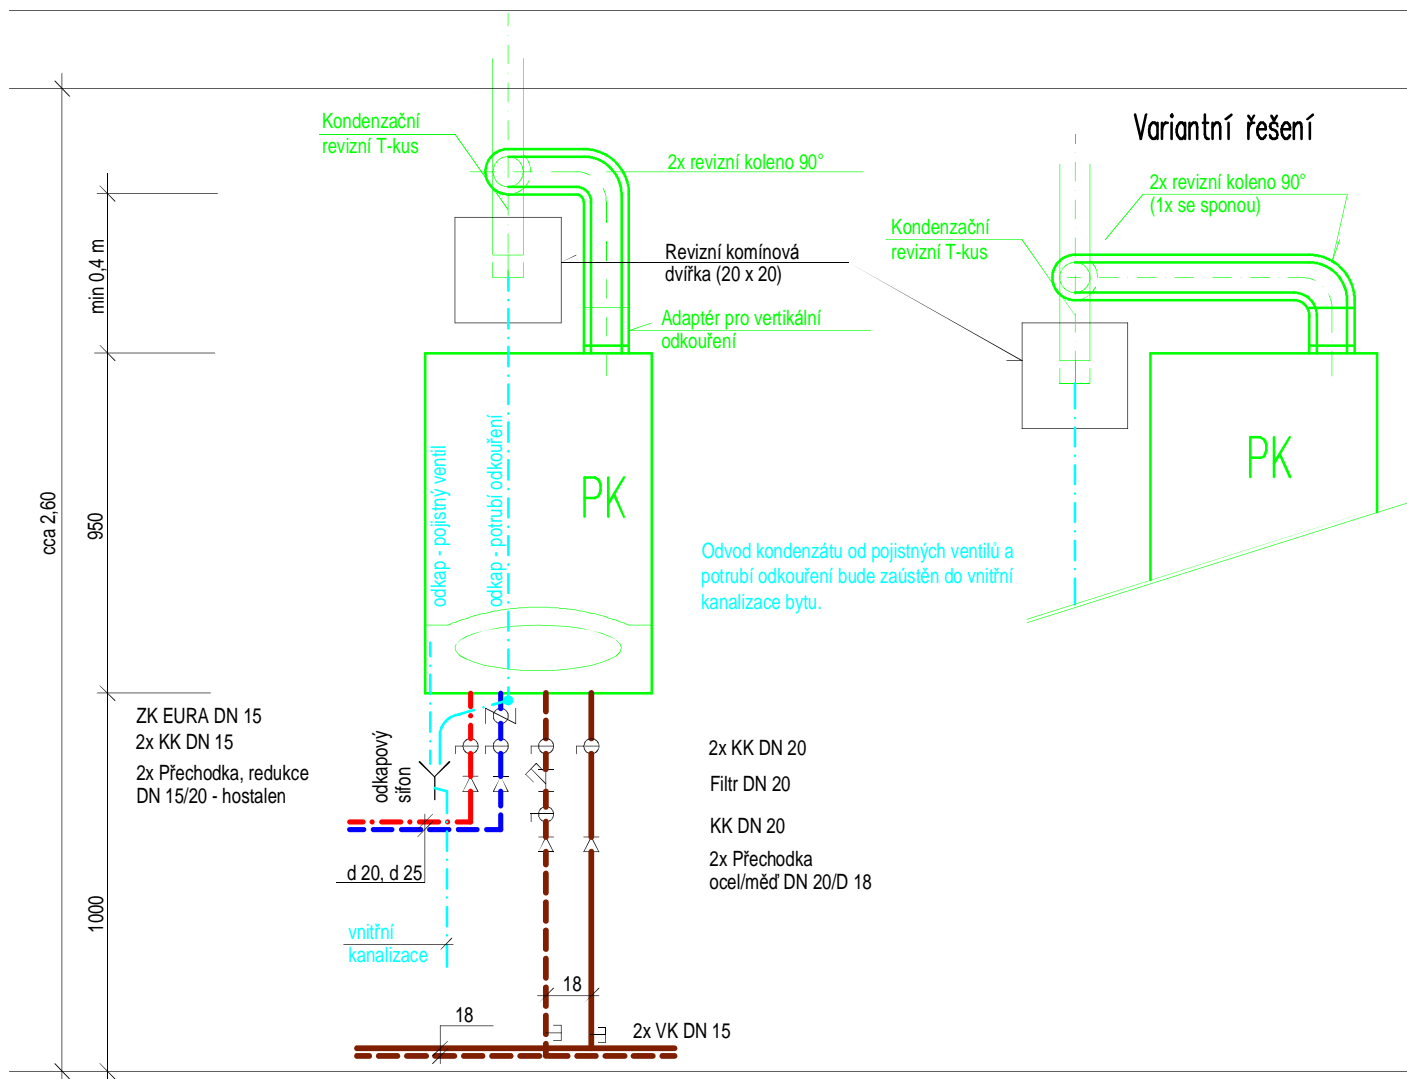 Kondenzační
revizní T-kus
2x revizní koleno 90°
Revizní komínová
dvířka (20 x 20)
Adaptér pro vertikální
odkouření
Variantní řešení
2x revizní koleno 90°
(1x se sponou)
Kondenzační
revizní T-kus
min 0,4 m
cca 2,60
950
1000
odkap - pojistný ventil
odkap - potrubí odkouření
PK
PK
Odvod kondenzátu od pojistných ventilů a
potrubí odkouření bude zaústěn do vnitřní
kanalizace bytu.
ZK EURA DN 15
2x KK DN 15
2x Přechodka, redukce
DN 15/20 - hostalen
odkapový
sifon
d 20, d 25
vnitřní
kanalizace
2x KK DN 20
Filtr DN 20
KK DN 20
2x Přechodka
ocel/měď DN 20/D 18
18
18
2x VK DN 15